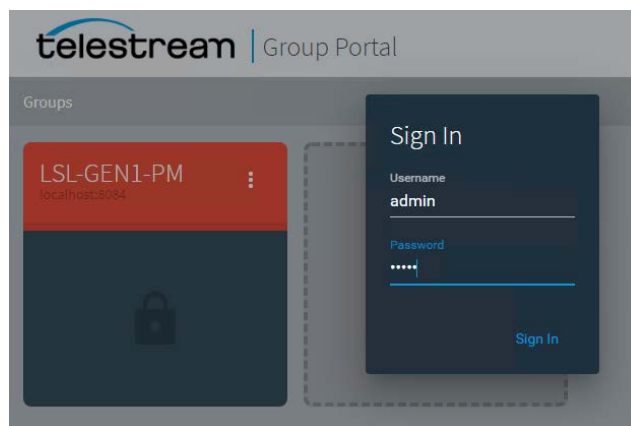 telestream | Group Portal
Groups
LSL-GEN1-PM
localhost:8084
Sign In
Username
admin
Password
•••••
Sign In